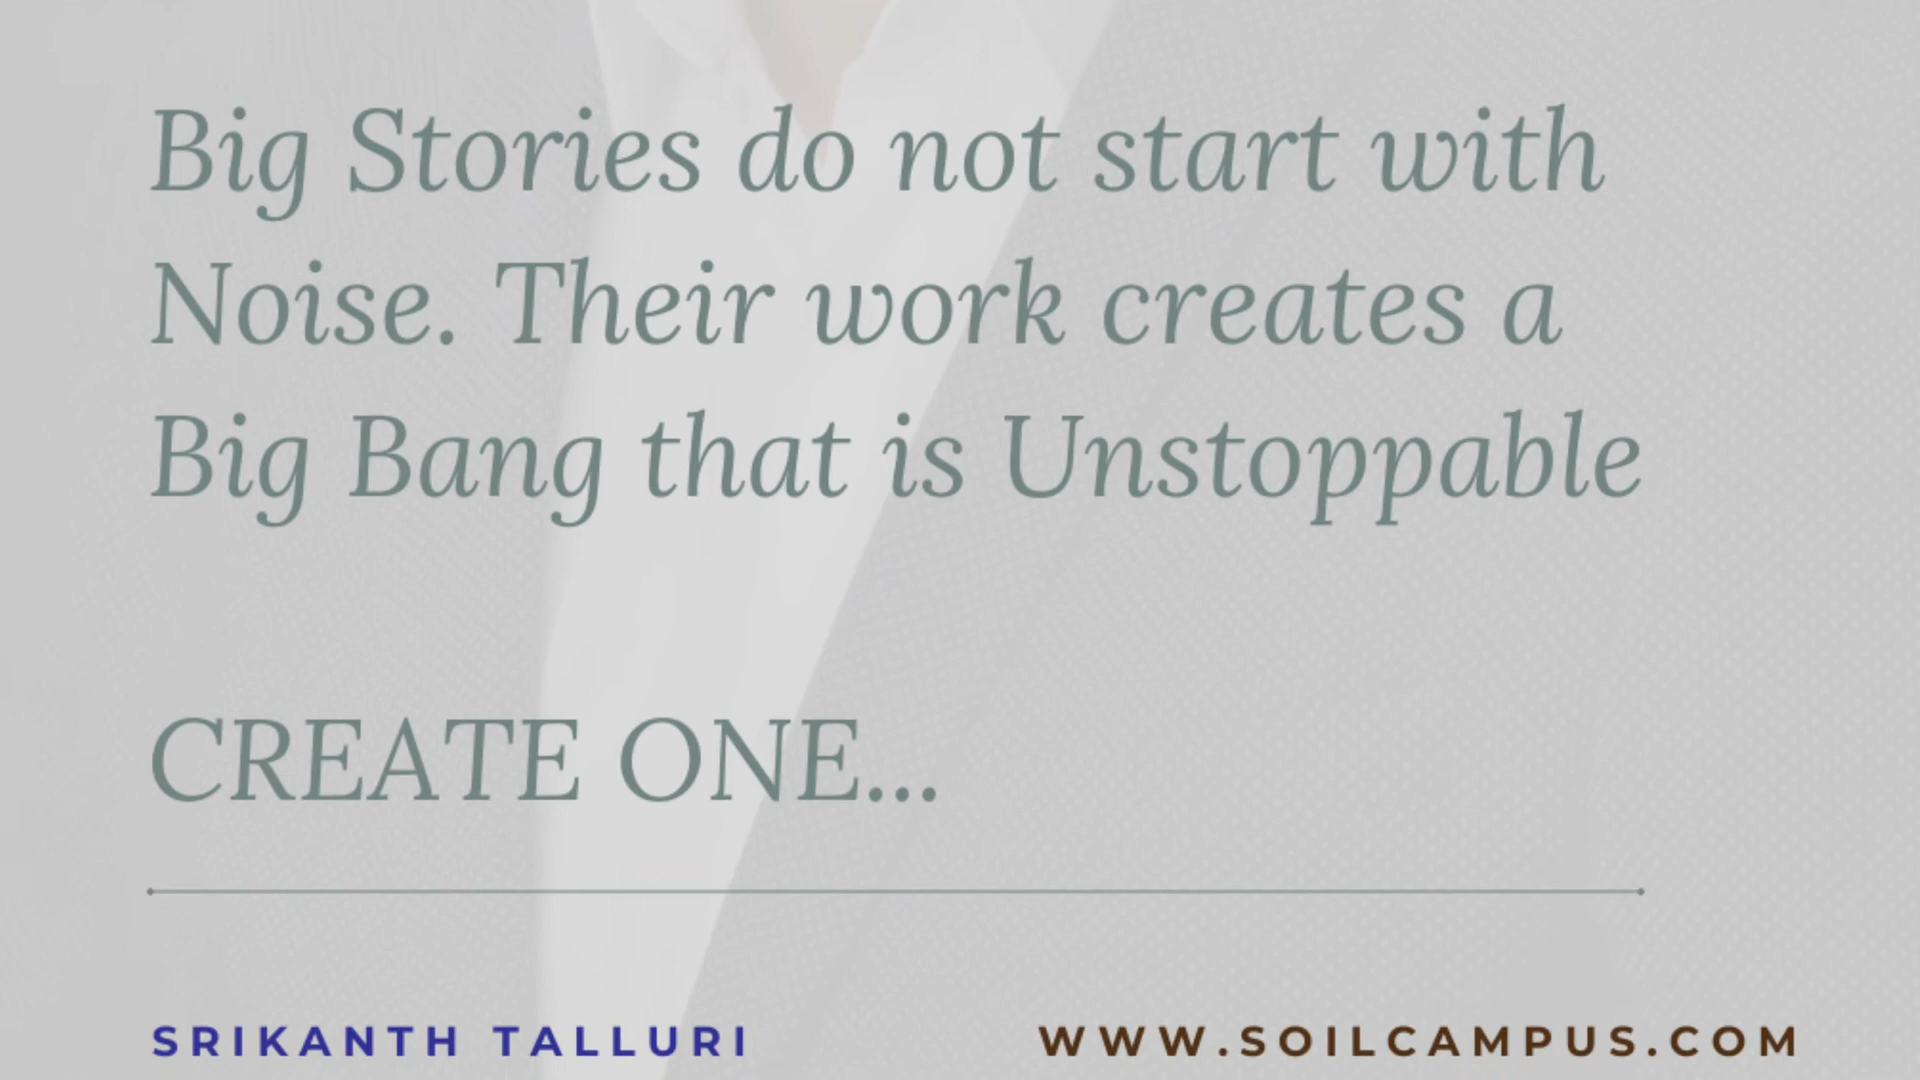 Big Stories do not start with
Noise. Their work creates a
Big Bang that is Unstoppable
CREATE ONE...
SRIKANTH TALLURI
WWW.SOILCAMPUS.COM